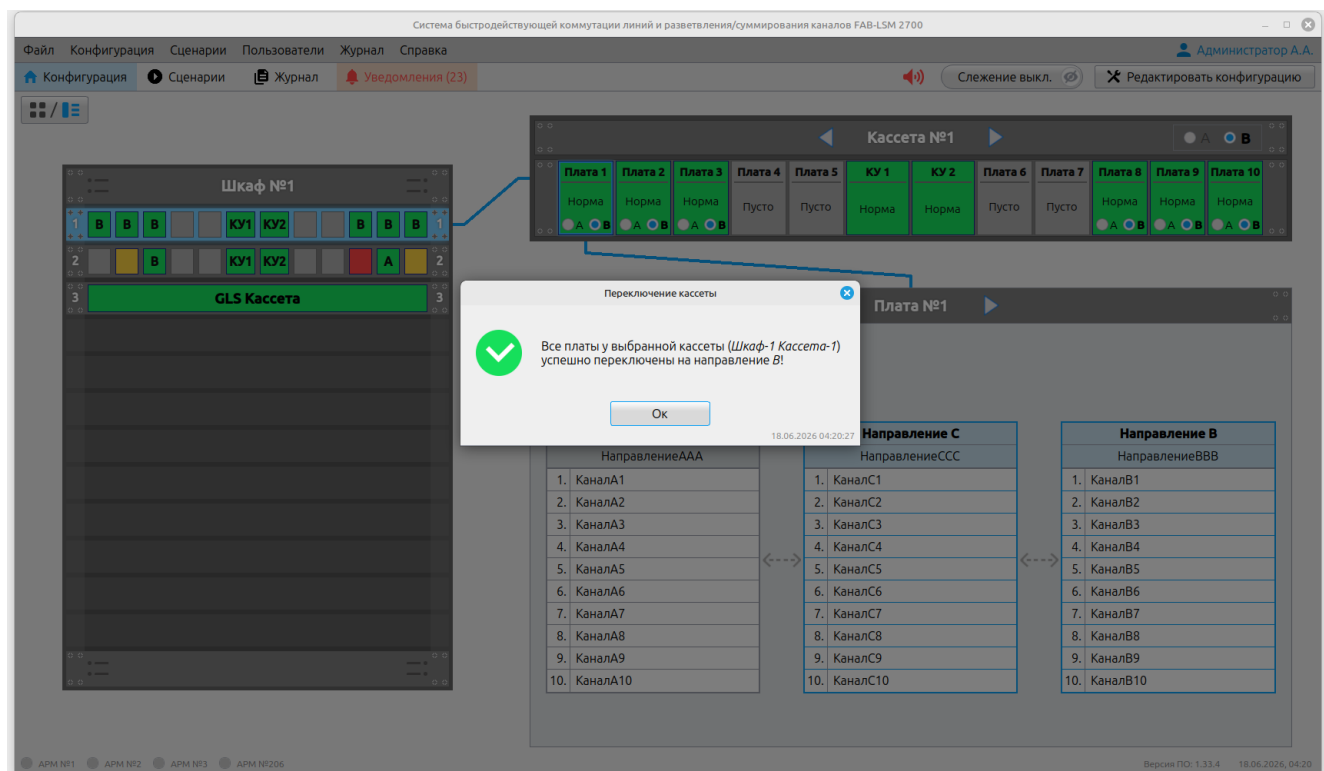 Система быстродействующей коммутации линий и разветвления/суммирования каналов FAB-LSM 2700
Файл Конфигурация Сценарии Пользователи Журнал Справка
Администратор А.А.
Конфигурация Сценарии Журнал Уведомления (23)
Слежение выкл. Редактировать конфигурацию
/
Шкаф №1
1 B B B КУ1 КУ2 B B B 1
2 B КУ1 КУ2 A 2
3 GLS Кассета 3
Кассета №1
A B
Плата 1 Плата 2 Плата 3 Плата 4 Плата 5 КУ 1 КУ 2 Плата 6 Плата 7 Плата 8 Плата 9 Плата 10
Норма Норма Норма Пусто Пусто Норма Норма Пусто Пусто Норма Норма Норма
A B A B A B A B A B A B
Плата №1
Переключение кассеты
Все платы у выбранной кассеты (Шкаф-1 Кассета-1)
успешно переключены на направление B!
Ок
18.06.2026 04:20:27
Направление C Направление B
НаправлениеAAA НаправлениеCCC НаправлениеBBB
1. КаналA1 1. КаналC1 1. КаналB1
2. КаналA2 2. КаналC2 2. КаналB2
3. КаналA3 3. КаналC3 3. КаналB3
4. КаналA4 4. КаналC4 4. КаналB4
5. КаналA5 5. КаналC5 5. КаналB5
6. КаналA6 6. КаналC6 6. КаналB6
7. КаналA7 7. КаналC7 7. КаналB7
8. КаналA8 8. КаналC8 8. КаналB8
9. КаналA9 9. КаналC9 9. КаналB9
10. КаналA10 10. КаналC10 10. КаналB10
АРМ №1 АРМ №2 АРМ №3 АРМ №206
Версия ПО: 1.33.4 18.06.2026, 04:20